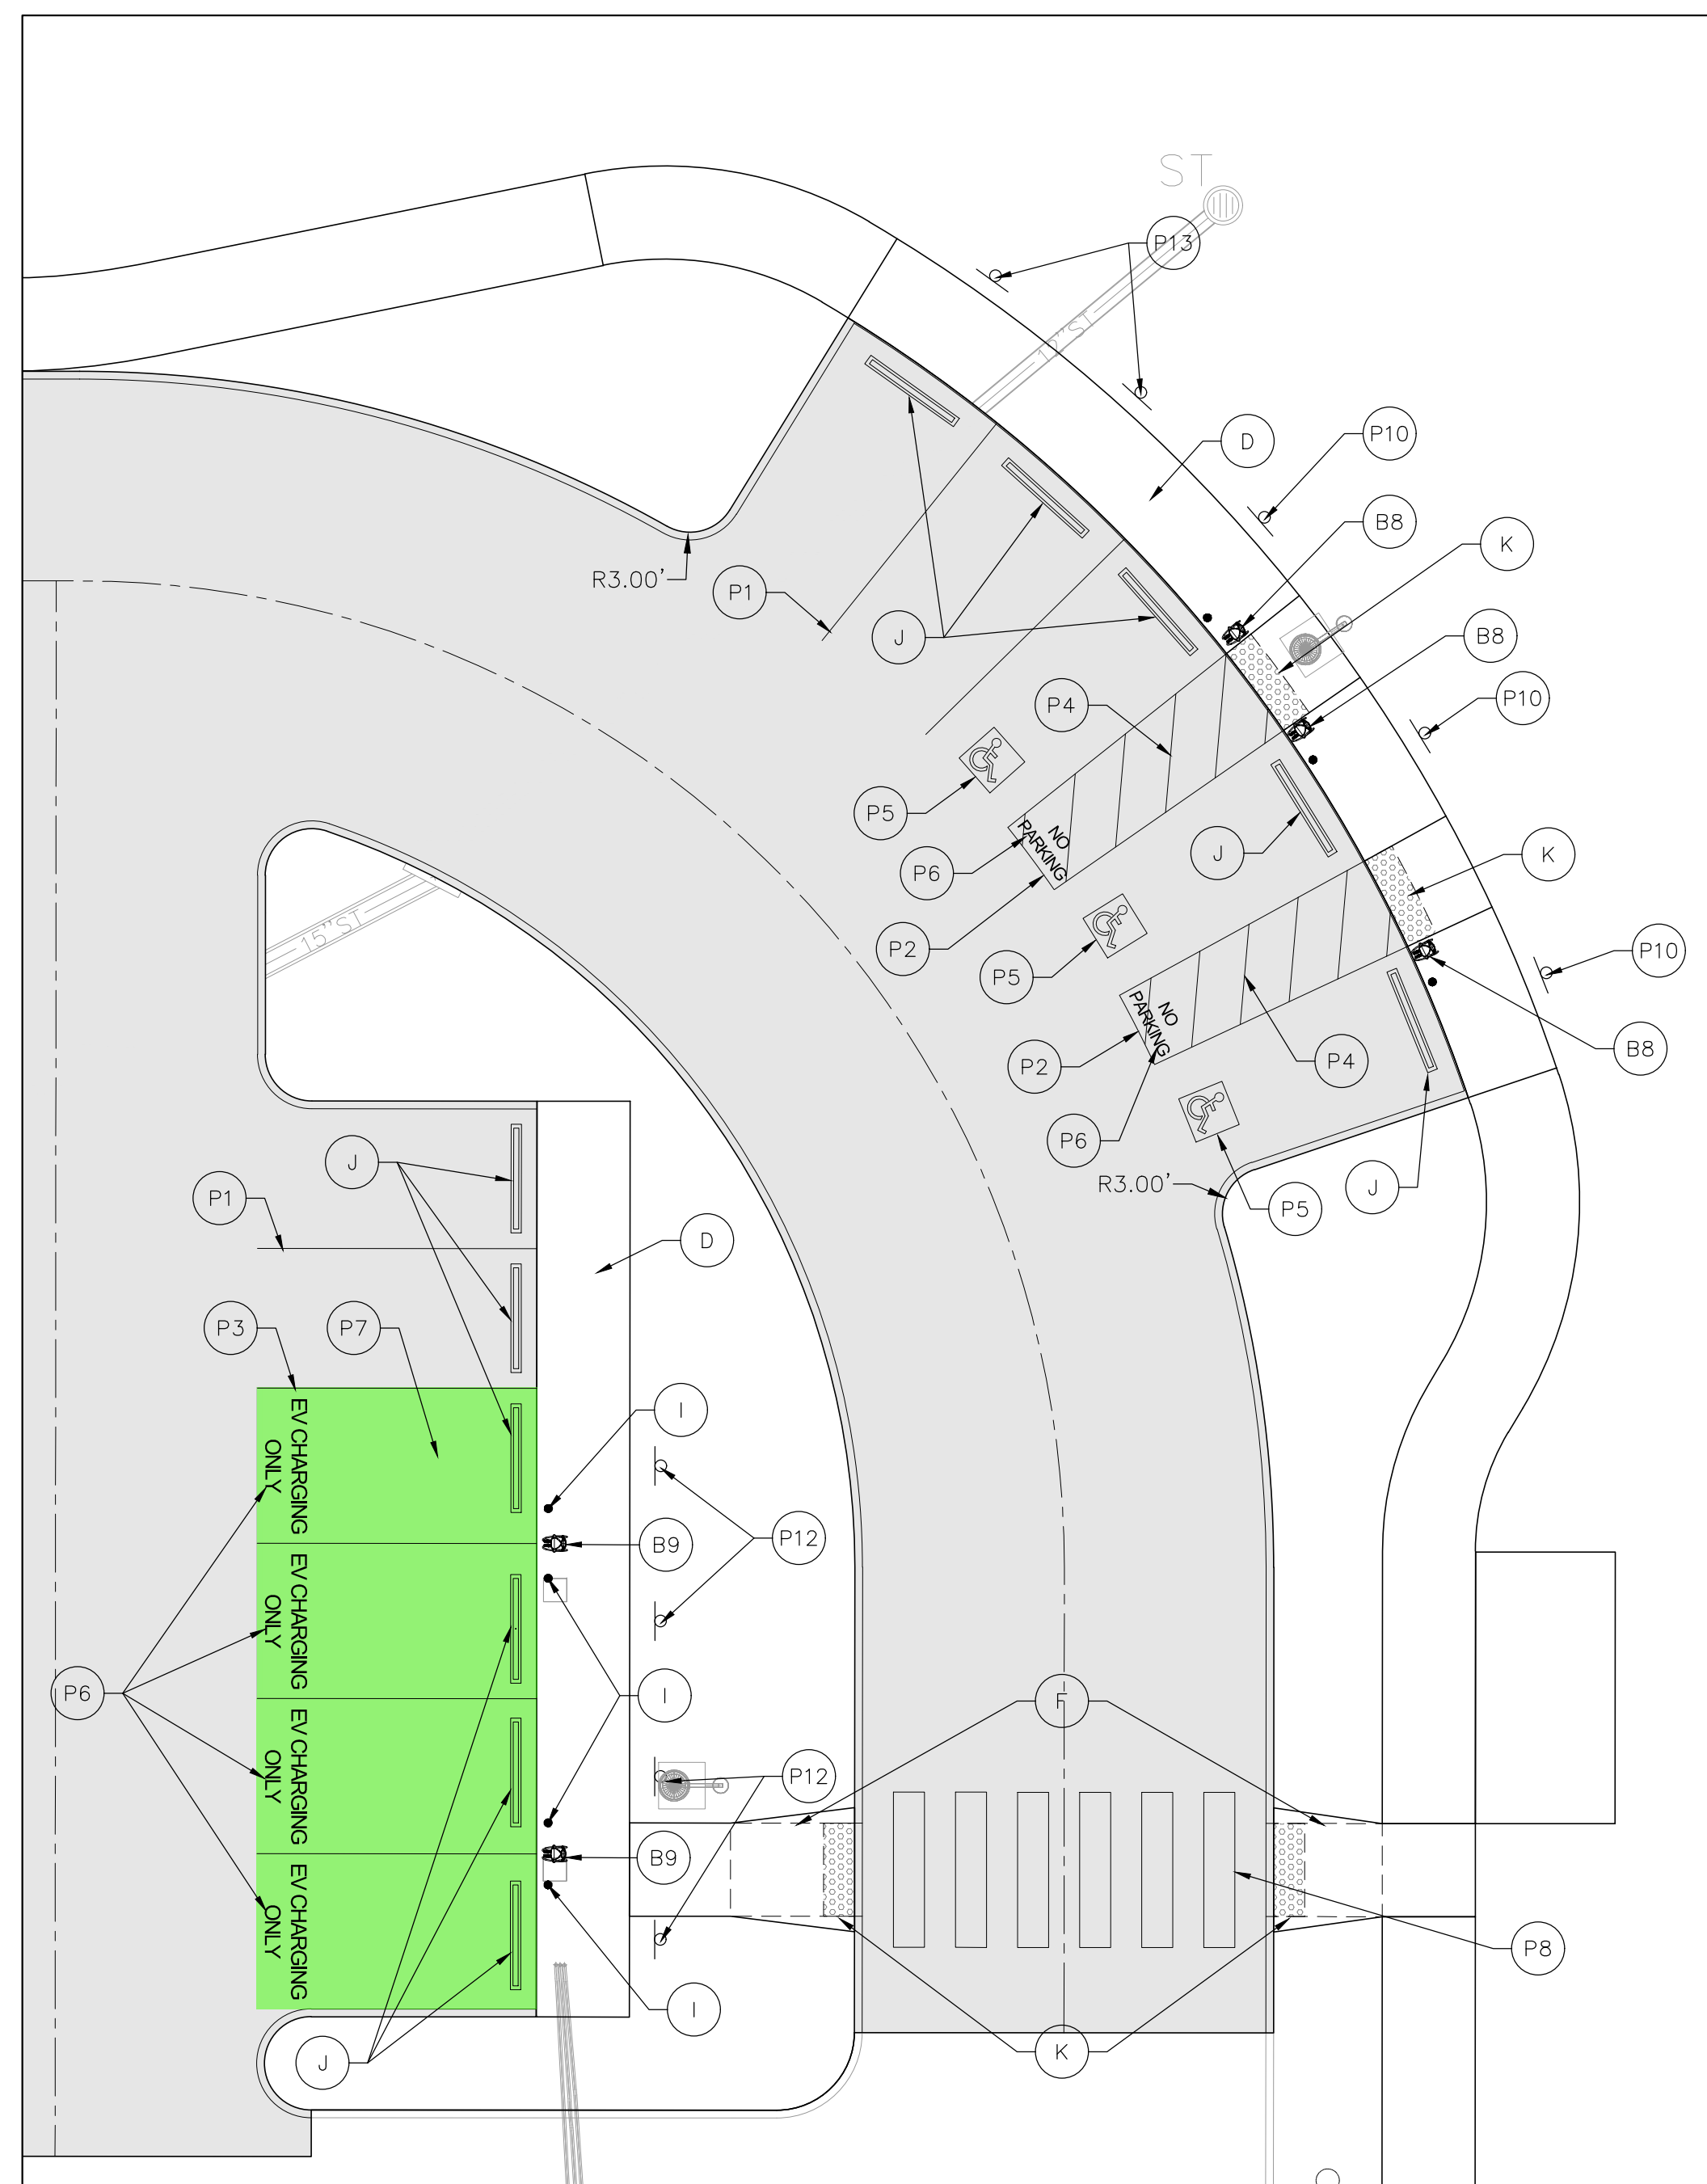 ST
P13
12"ST
P10
D
B8
K
R3.00'
P1
J
B8
P4
P10
P5
NO
PARKING
J
K
P6
P2
P5
P10
15"ST
NO
PARKING
P2
P4
B8
P6
J
R3.00'
J
P5
P1
D
P3
P7
EV CHARGING
ONLY
I
P12
B9
EV CHARGING
ONLY
P6
I
F
EV CHARGING
ONLY
P12
B9
EV CHARGING
ONLY
P8
I
J
K